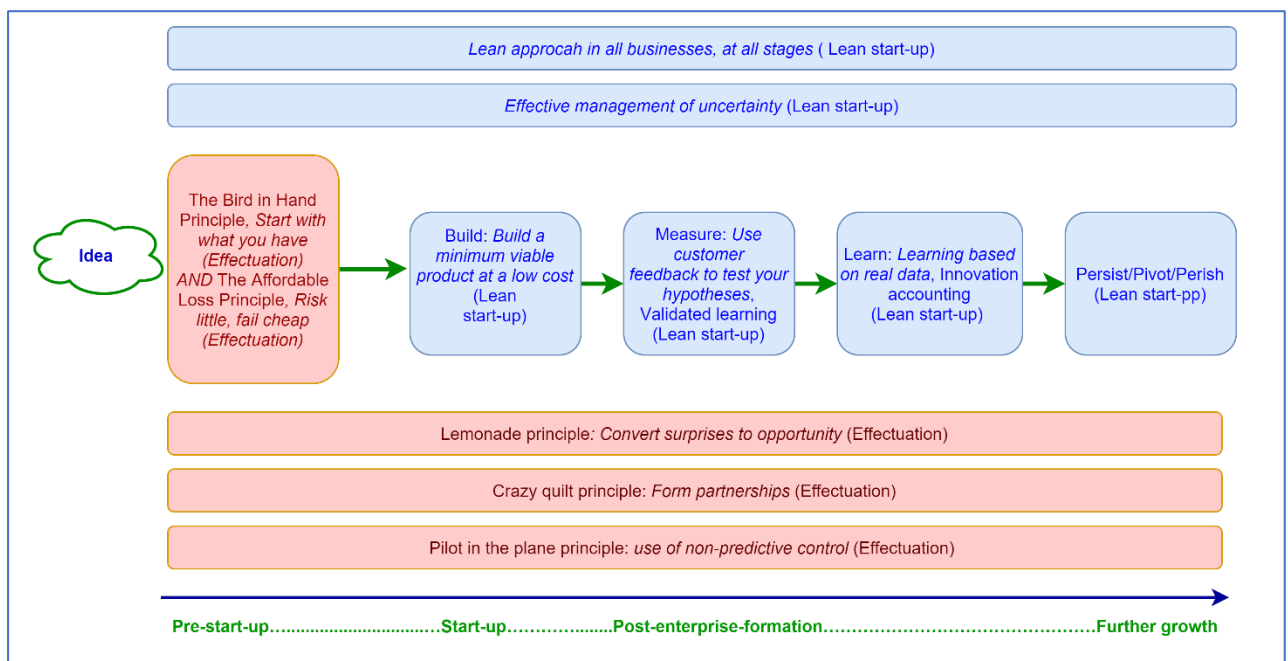 Lean approcah in all businesses, at all stages ( Lean start-up)
Effective management of uncertainty (Lean start-up)
Idea
The Bird in Hand
Principle, Start with
what you have
(Effectuation)
AND The Affordable
Loss Principle, Risk
little, fail cheap
(Effectuation)
Build: Build a
minimum viable
product at a low cost
(Lean
start-up)
Measure: Use
customer
feedback to test your
hypotheses,
Validated learning
(Lean start-up)
Learn: Learning based
on real data, Innovation
accounting
(Lean start-up)
Persist/Pivot/Perish
(Lean start-pp)
Lemonade principle: Convert surprises to opportunity (Effectuation)
Crazy quilt principle: Form partnerships (Effectuation)
Pilot in the plane principle: use of non-predictive control (Effectuation)
Pre-start-up…...............................…Start-up………….......Post-enterprise-formation……………………………………………Further growth